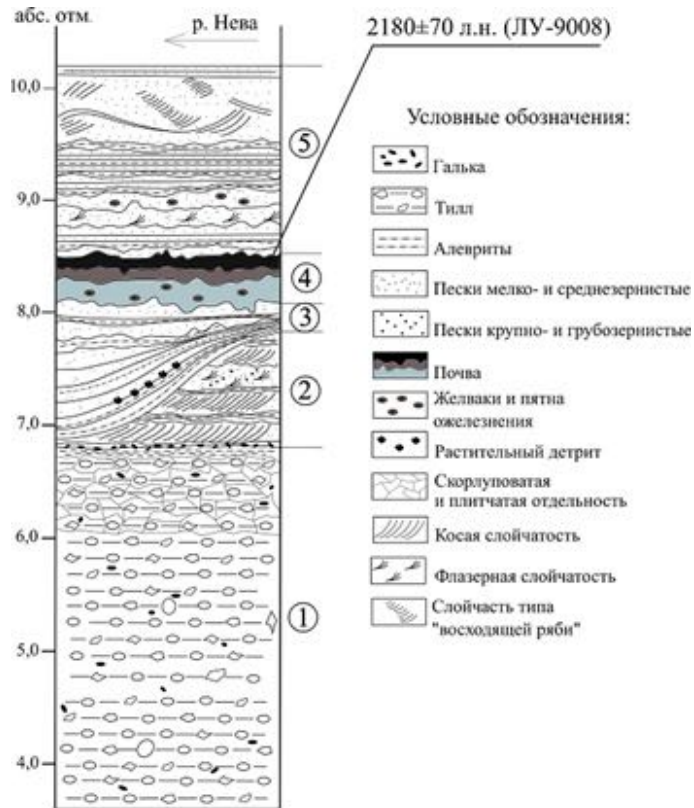 абс. отм.
р. Нева
2180±70 л.н. (ЛУ-9008)
10,0
9,0
8,0
7,0
6,0
5,0
4,0
5
4
3
2
1
Условные обозначения:
Галька
Тилл
Алевриты
Пески мелко- и среднезернистые
Пески крупно- и грубозернистые
Почва
Желваки и пятна
ожелезнения
Растительный детрит
Скорлуповатая
и плитчатая отдельность
Косая слойчатость
Флазерная слойчатость
Слойчасть типа
"восходящей ряби"